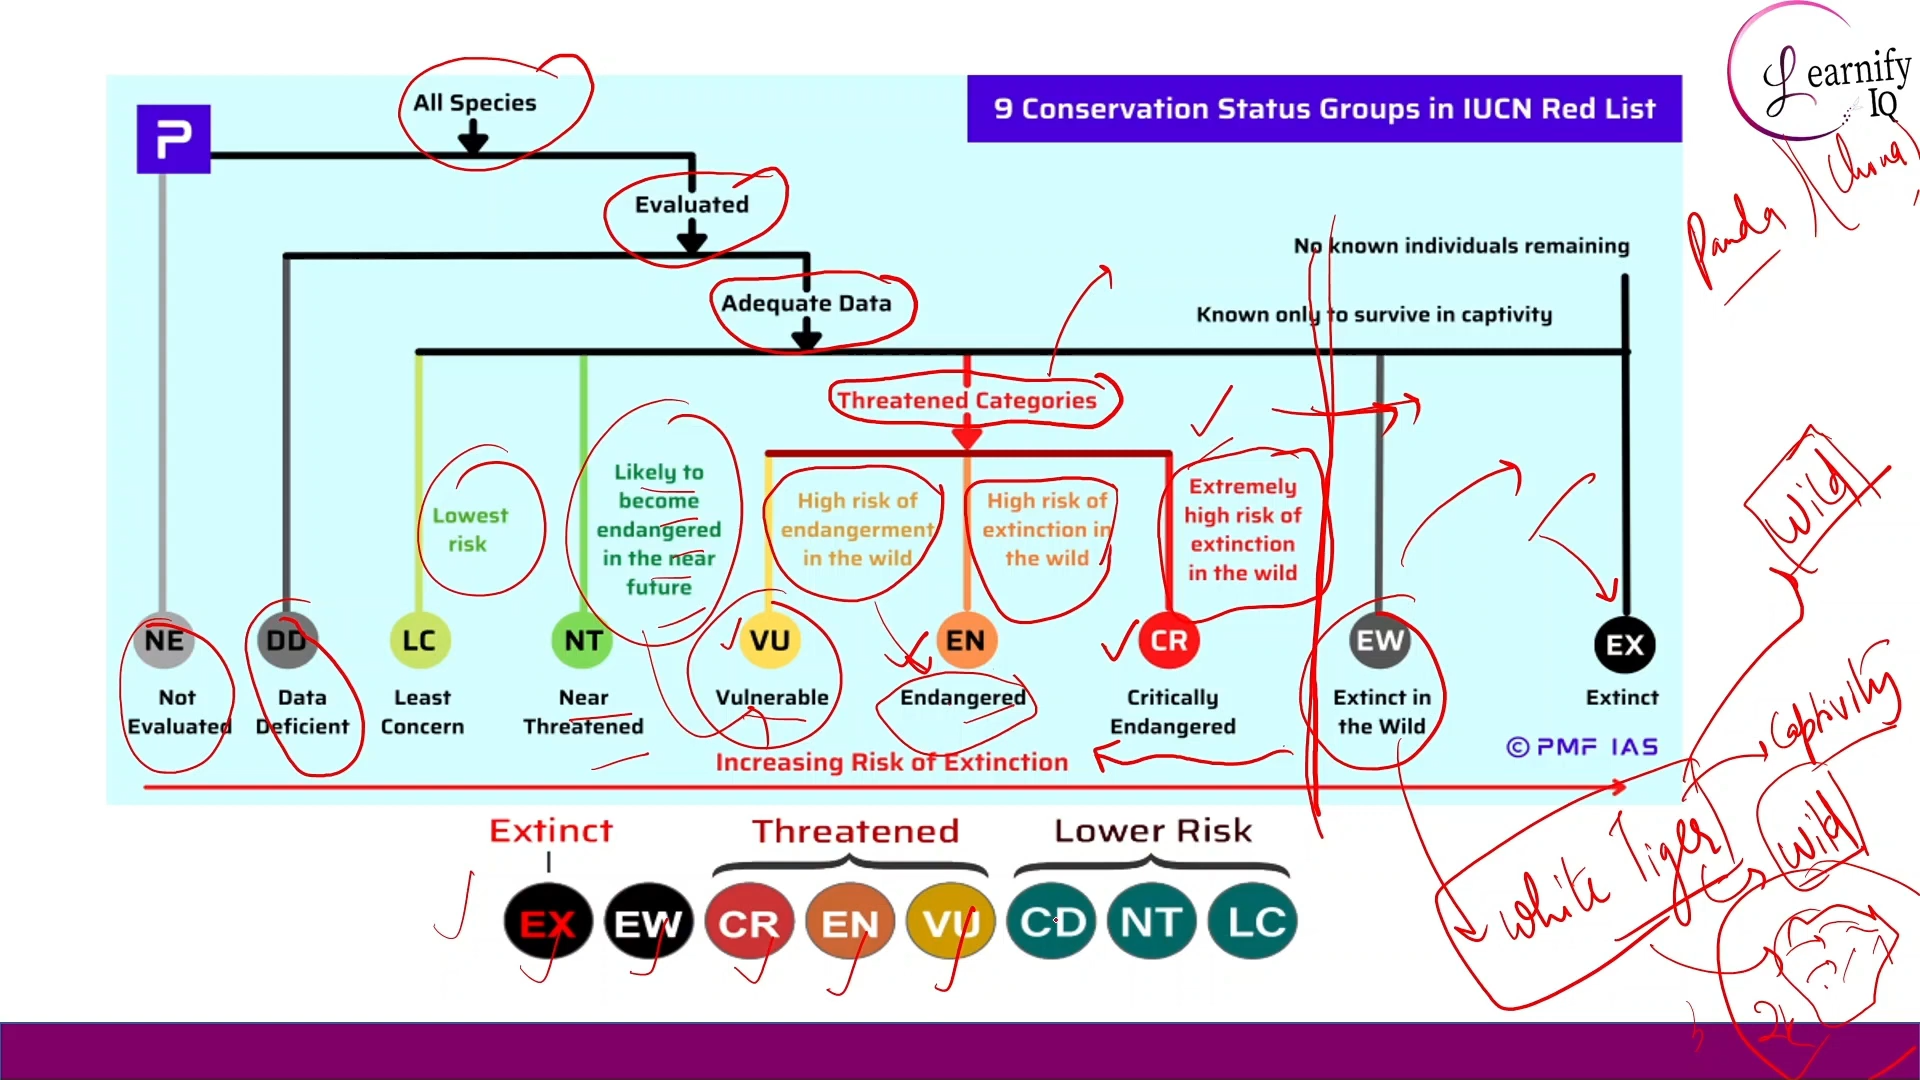 Learnify
IQ
9 Conservation Status Groups in IUCN Red List
P
All Species
Evaluated
Adequate Data
No known individuals remaining
Known only to survive in captivity
Panda
China
Threatened Categories
Lowest
risk
Likely to
become
endangered
in the near
future
High risk of
endangerment
in the wild
High risk of
extinction in
the wild
Extremely
high risk of
extinction
in the wild
NE
DD
LC
NT
VU
EN
CR
EW
EX
Not
Evaluated
Data
Deficient
Least
Concern
Near
Threatened
Vulnerable
Endangered
Critically
Endangered
Extinct in
the Wild
Extinct
© PMF IAS
Increasing Risk of Extinction
Wild
Captivity
White Tiger
Wild
Extinct
Threatened
Lower Risk
EX EW CR EN VU CD NT LC